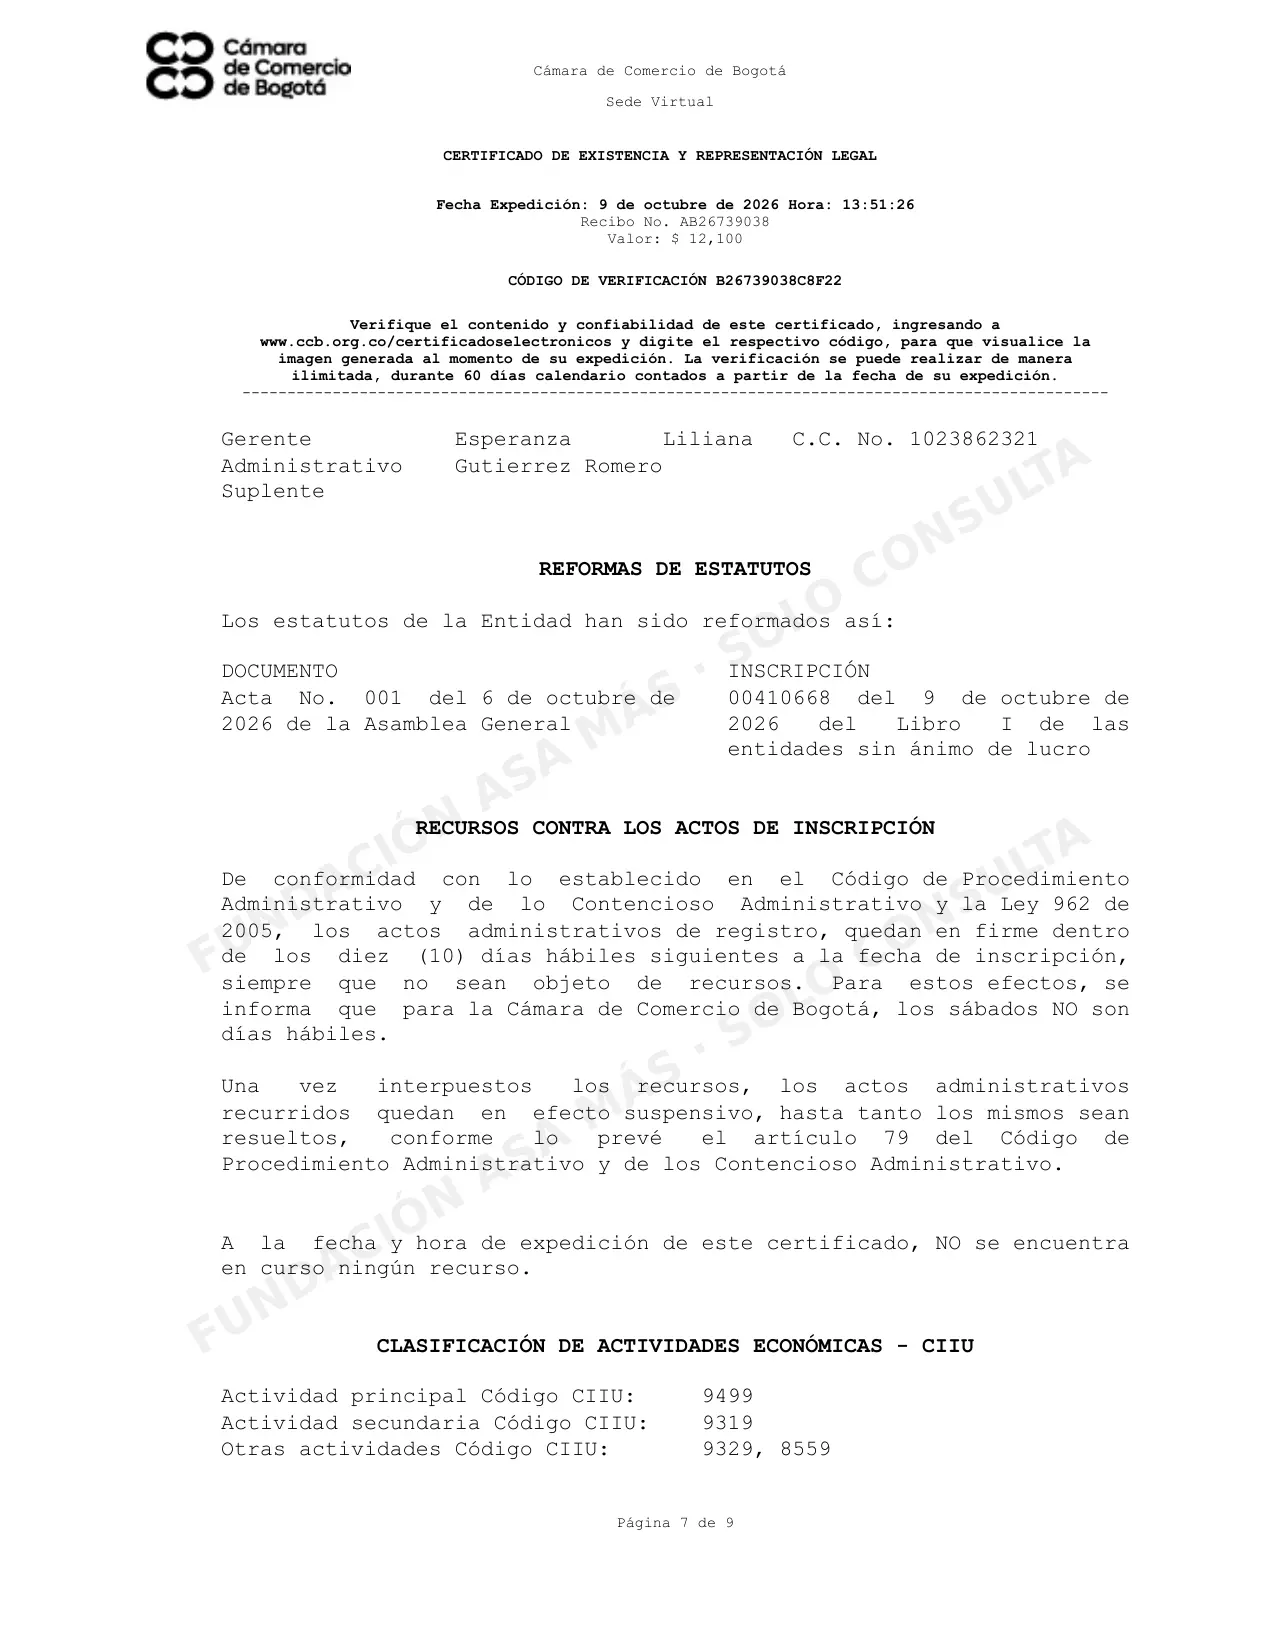 Cámara
de Comercio
de Bogotá
Cámara de Comercio de Bogotá
Sede Virtual
CERTIFICADO DE EXISTENCIA Y REPRESENTACIÓN LEGAL
Fecha Expedición: 9 de octubre de 2026 Hora: 13:51:26
Recibo No. AB26739038
Valor: $ 12,100
CÓDIGO DE VERIFICACIÓN B26739038C8F22
Verifique el contenido y confiabilidad de este certificado, ingresando a
www.ccb.org.co/certificadoselectronicos y digite el respectivo código, para que visualice la
imagen generada al momento de su expedición. La verificación se puede realizar de manera
ilimitada, durante 60 días calendario contados a partir de la fecha de su expedición.
------------------------------------------------------------------------------------------------
Gerente Esperanza Liliana C.C. No. 1023862321
Administrativo Gutierrez Romero
Suplente
REFORMAS DE ESTATUTOS
Los estatutos de la Entidad han sido reformados así:
DOCUMENTO INSCRIPCIÓN
Acta No. 001 del 6 de octubre de 00410668 del 9 de octubre de
2026 de la Asamblea General 2026 del Libro I de las
entidades sin ánimo de lucro
RECURSOS CONTRA LOS ACTOS DE INSCRIPCIÓN
De conformidad con lo establecido en el Código de Procedimiento
Administrativo y de lo Contencioso Administrativo y la Ley 962 de
2005, los actos administrativos de registro, quedan en firme dentro
de los diez (10) días hábiles siguientes a la fecha de inscripción,
siempre que no sean objeto de recursos. Para estos efectos, se
informa que para la Cámara de Comercio de Bogotá, los sábados NO son
días hábiles.
Una vez interpuestos los recursos, los actos administrativos
recurridos quedan en efecto suspensivo, hasta tanto los mismos sean
resueltos, conforme lo prevé el artículo 79 del Código de
Procedimiento Administrativo y de los Contencioso Administrativo.
A la fecha y hora de expedición de este certificado, NO se encuentra
en curso ningún recurso.
CLASIFICACIÓN DE ACTIVIDADES ECONÓMICAS - CIIU
Actividad principal Código CIIU: 9499
Actividad secundaria Código CIIU: 9319
Otras actividades Código CIIU: 9329, 8559
Página 7 de 9
FUNDACIÓN ASA MÁS · SOLO CONSULTA
FUNDACIÓN ASA MÁS · SOLO CONSULTA